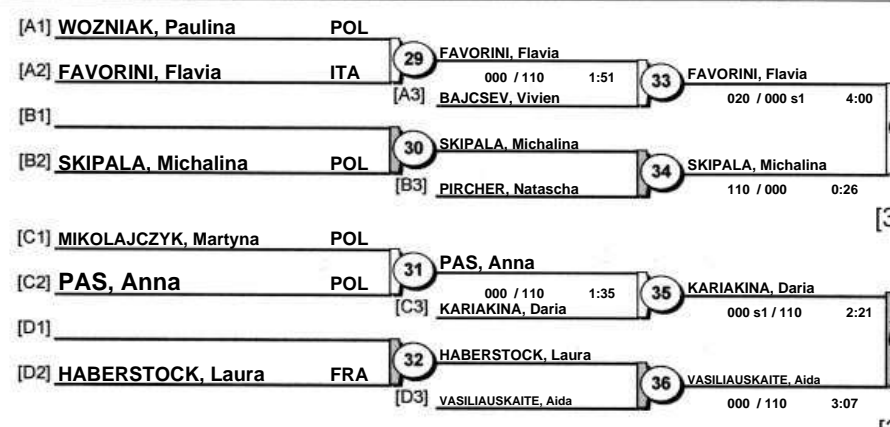 [A1] WOZNIAK, Paulina POL
[A2] FAVORINI, Flavia ITA
29
FAVORINI, Flavia
000 / 110 1:51
[A3] BAJCSEV, Vivien
33
FAVORINI, Flavia
020 / 000 s1 4:00
[B1]
[B2] SKIPALA, Michalina POL
30
SKIPALA, Michalina
[B3] PIRCHER, Natascha
34
SKIPALA, Michalina
110 / 000 0:26
[C1] MIKOLAJCZYK, Martyna POL
[C2] PAS, Anna POL
31
PAS, Anna
000 / 110 1:35
[C3] KARIAKINA, Daria
35
KARIAKINA, Daria
000 s1 / 110 2:21
[D1]
[D2] HABERSTOCK, Laura FRA
32
HABERSTOCK, Laura
[D3] VASILIAUSKAITE, Aida
36
VASILIAUSKAITE, Aida
000 / 110 3:07